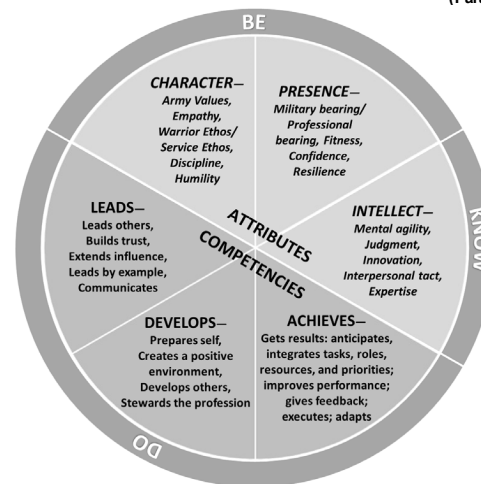 (Par
BE
CHARACTER—
Army Values,
Empathy,
Warrior Ethos/
Service Ethos,
Discipline,
Humility
PRESENCE—
Military bearing/
Professional
bearing, Fitness,
Confidence,
Resilience
LEADS—
Leads others,
Builds trust,
Extends influence,
Leads by example,
Communicates
ATTRIBUTES
COMPETENCIES
INTELLECT—
Mental agility,
Judgment,
Innovation,
Interpersonal tact,
Expertise
KNOW
DEVELOPS—
Prepares self,
Creates a positive
environment,
Develops others,
Stewards the profession
ACHIEVES—
Gets results: anticipates,
integrates tasks, roles,
resources, and priorities;
improves performance;
gives feedback;
executes; adapts
DO